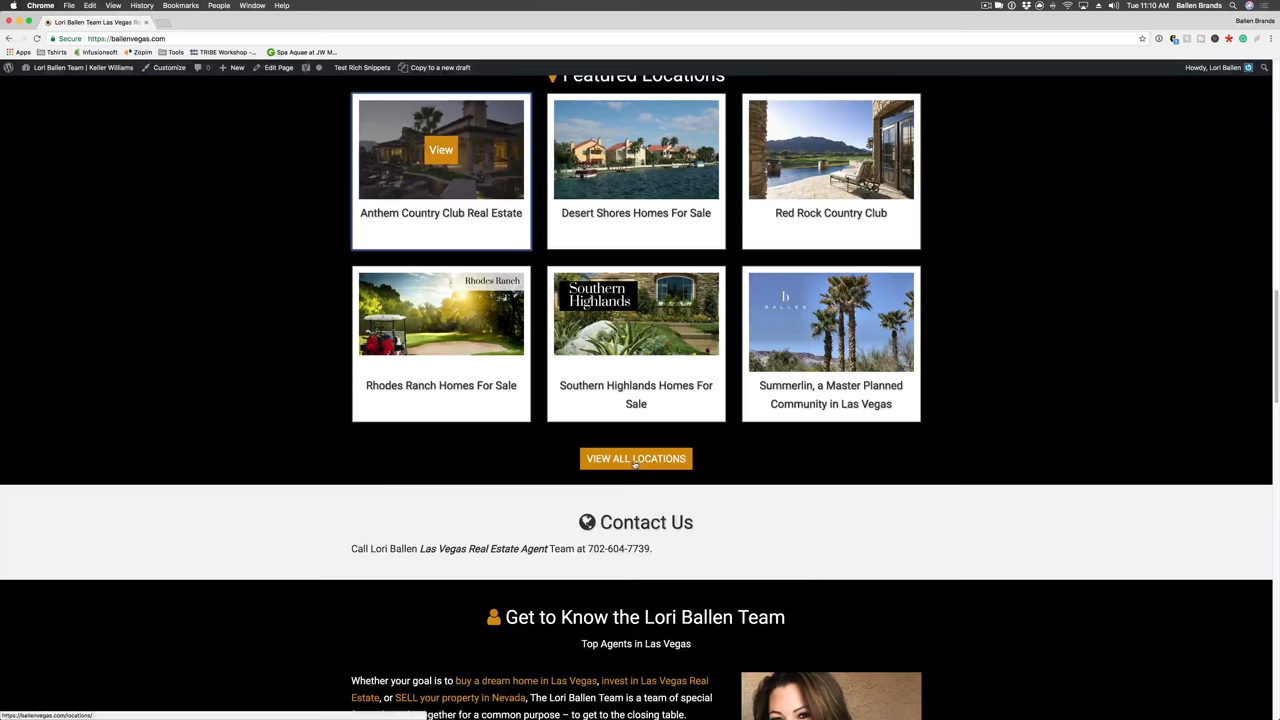 Chrome File Edit View History Bookmarks People Window Help Tue 11:10 AM Ballen Brands
Lori Ballen Team Las Vegas Re Ballen Brands
Secure https://ballenvegas.com
Apps Tshirts Infusionsoft Zopim Tools TRIBE Workshop -... Spa Aquae at JW M...
Lori Ballen Team | Keller Williams Customize 0 + New Edit Page Test Rich Snippets Copy to a new draft Howdy, Lori Ballen
Featured Locations
View
Anthem Country Club Real Estate
Desert Shores Homes For Sale
Red Rock Country Club
Rhodes Ranch
Southern
Highlands
b
BALLEN
Rhodes Ranch Homes For Sale
Southern Highlands Homes For
Sale
Summerlin, a Master Planned
Community in Las Vegas
VIEW ALL LOCATIONS
Contact Us
Call Lori Ballen Las Vegas Real Estate Agent Team at 702-604-7739.
Get to Know the Lori Ballen Team
Top Agents in Las Vegas
Whether your goal is to buy a dream home in Las Vegas, invest in Las Vegas Real
Estate, or SELL your property in Nevada, The Lori Ballen Team is a team of special
together for a common purpose – to get to the closing table.
https://ballenvegas.com/locations/